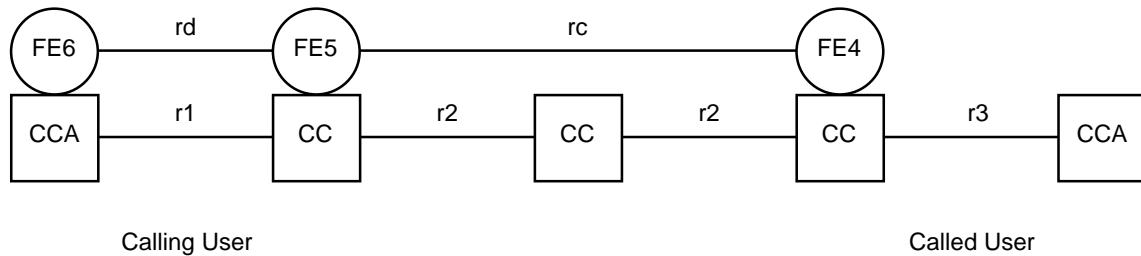 rd rc
FE6 FE5 FE4
r1 r2 r2 r3
CCA CC CC CC CCA
Calling User Called User